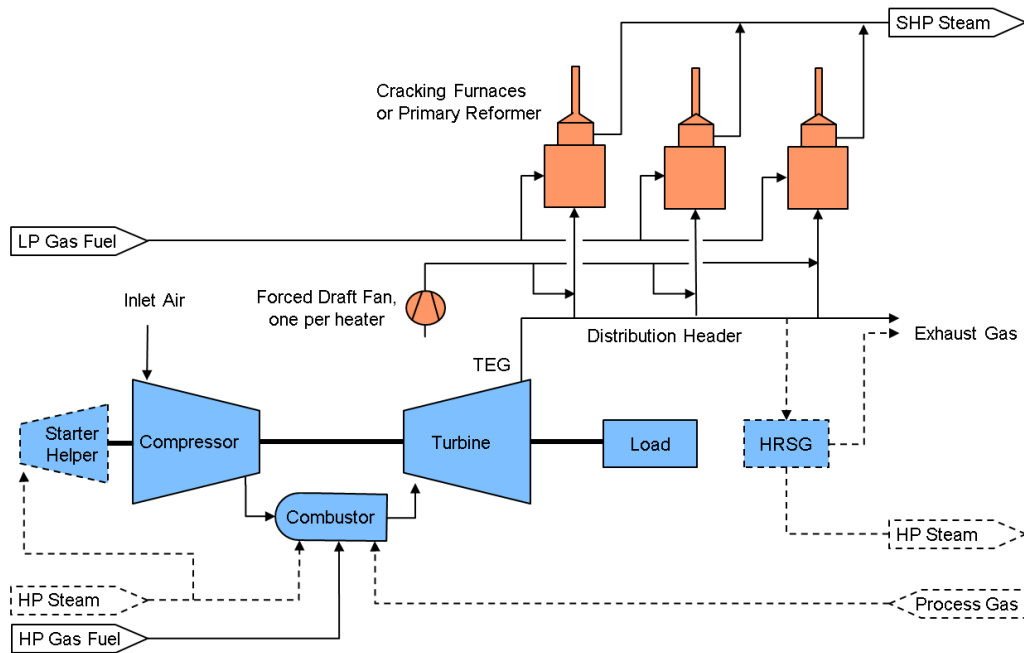 SHP Steam
Cracking Furnaces
or Primary Reformer
LP Gas Fuel
Inlet Air
Forced Draft Fan,
one per heater
Distribution Header
Exhaust Gas
TEG
Starter
Helper
Compressor
Turbine
Load
HRSG
Combustor
HP Steam
HP Steam
Process Gas
HP Gas Fuel